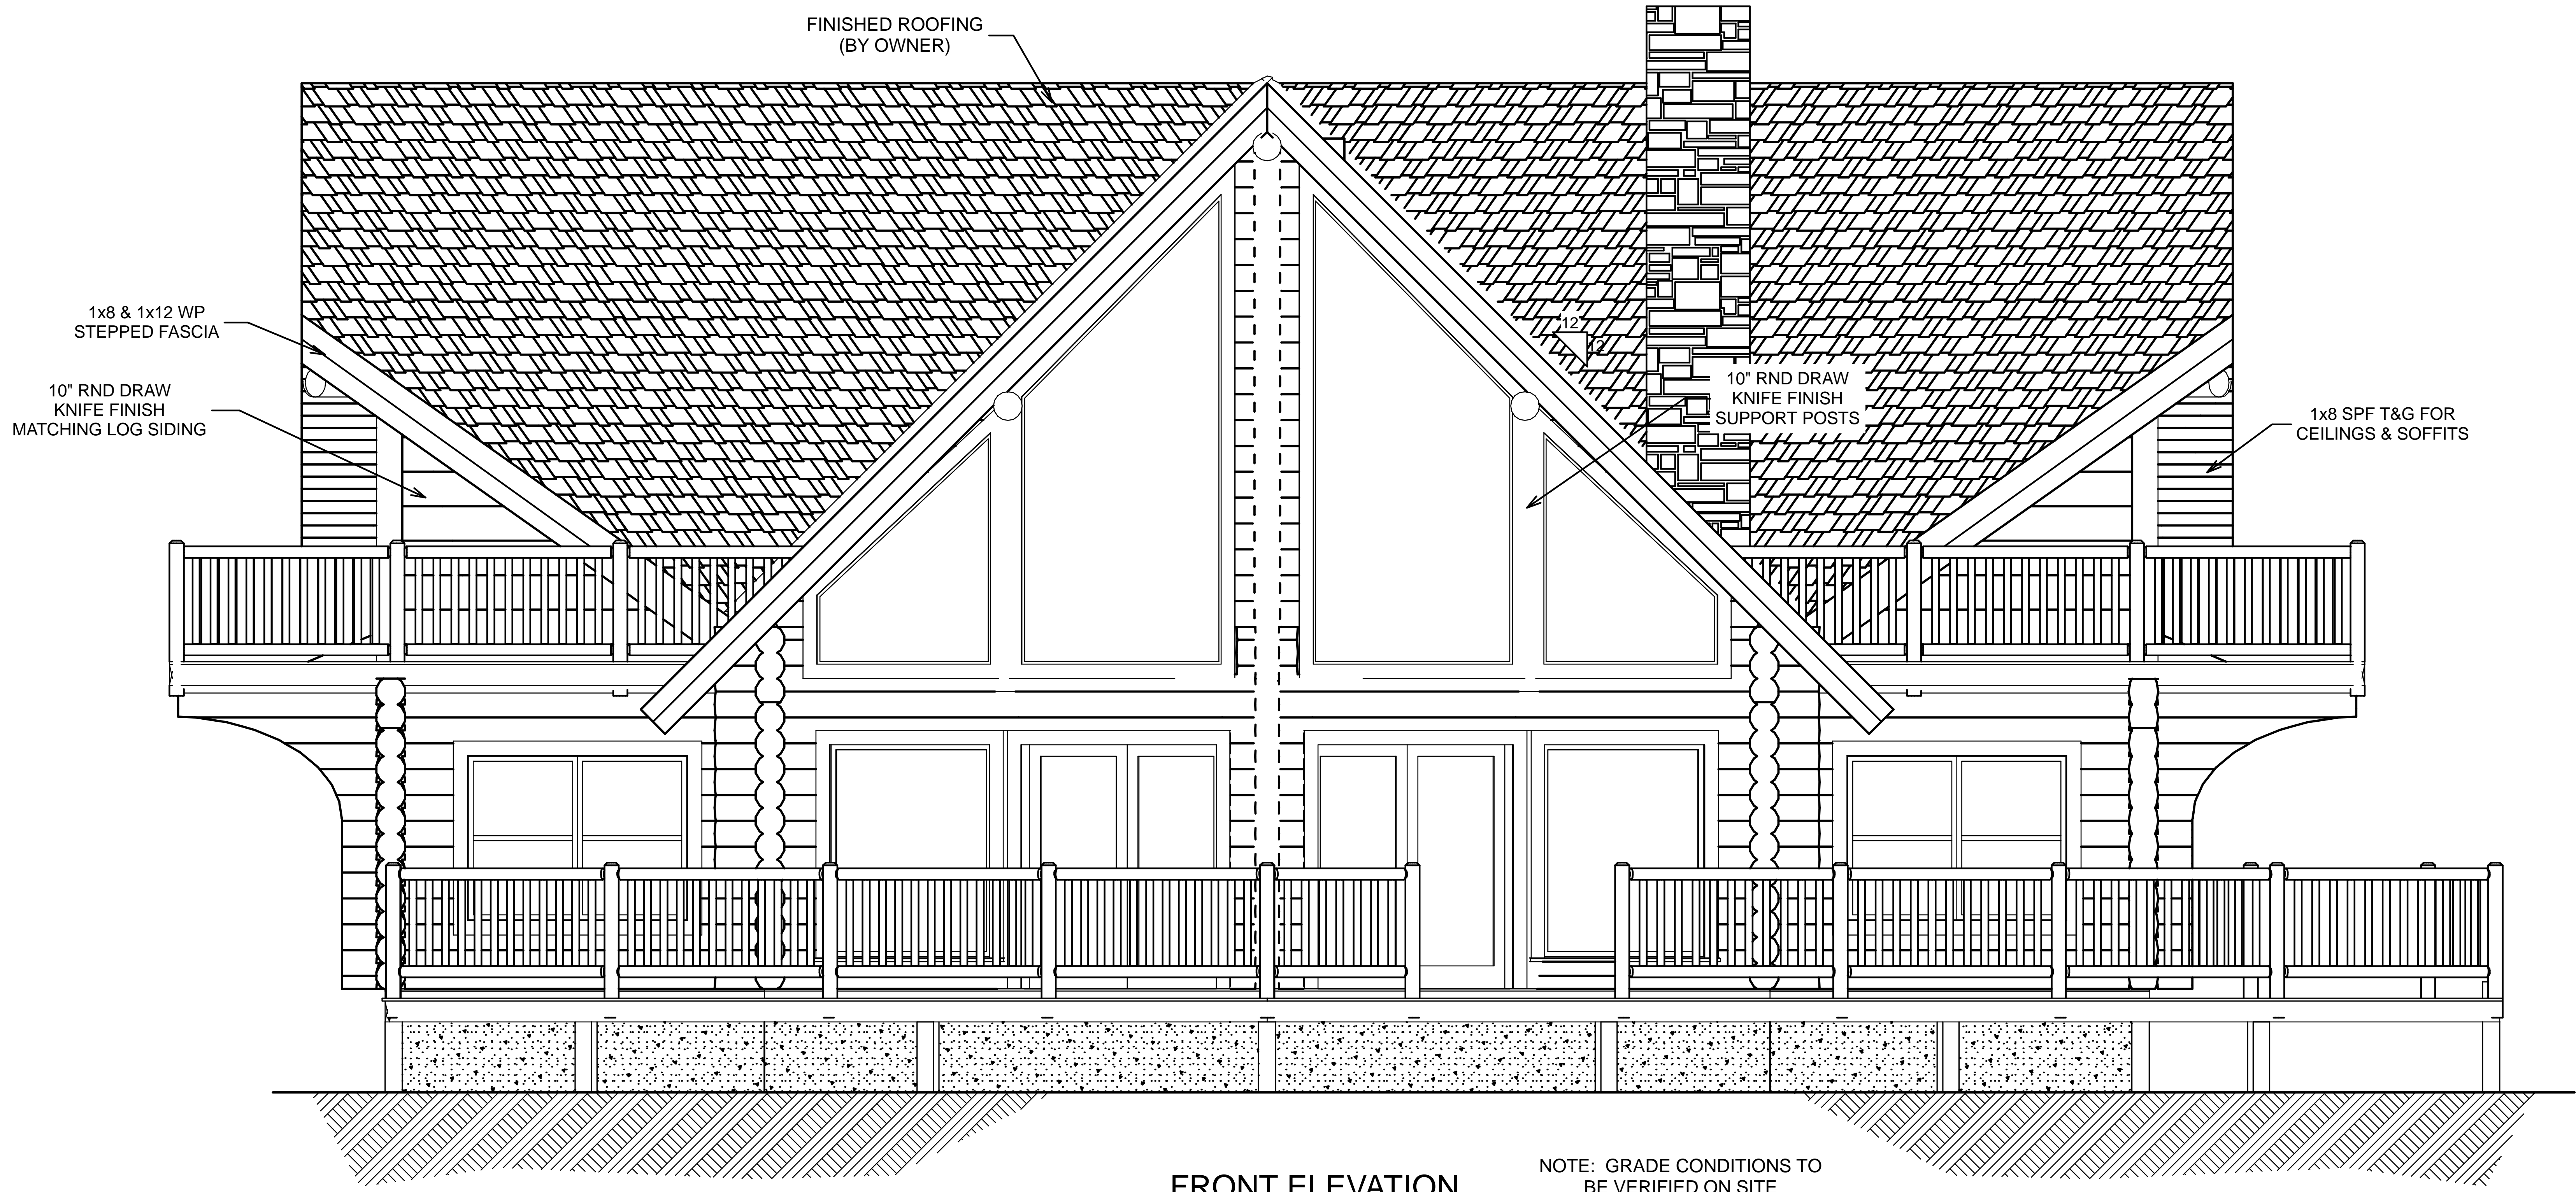 FINISHED ROOFING
(BY OWNER)
1x8 & 1x12 WP
STEPPED FASCIA
10" RND DRAW
KNIFE FINISH
MATCHING LOG SIDING
12
12
10" RND DRAW
KNIFE FINISH
SUPPORT POSTS
1x8 SPF T&G FOR
CEILINGS & SOFFITS
FRONT ELEVATION
NOTE: GRADE CONDITIONS TO
BE VERIFIED ON SITE